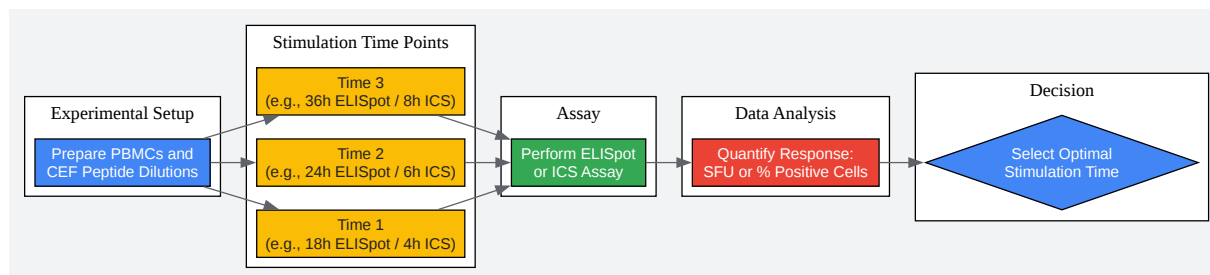 Experimental Setup
Prepare PBMCs and
CEF Peptide Dilutions
Stimulation Time Points
Time 3
(e.g., 36h ELISpot / 8h ICS)
Time 2
(e.g., 24h ELISpot / 6h ICS)
Time 1
(e.g., 18h ELISpot / 4h ICS)
Assay
Perform ELISpot
or ICS Assay
Data Analysis
Quantify Response:
SFU or % Positive Cells
Decision
Select Optimal
Stimulation Time